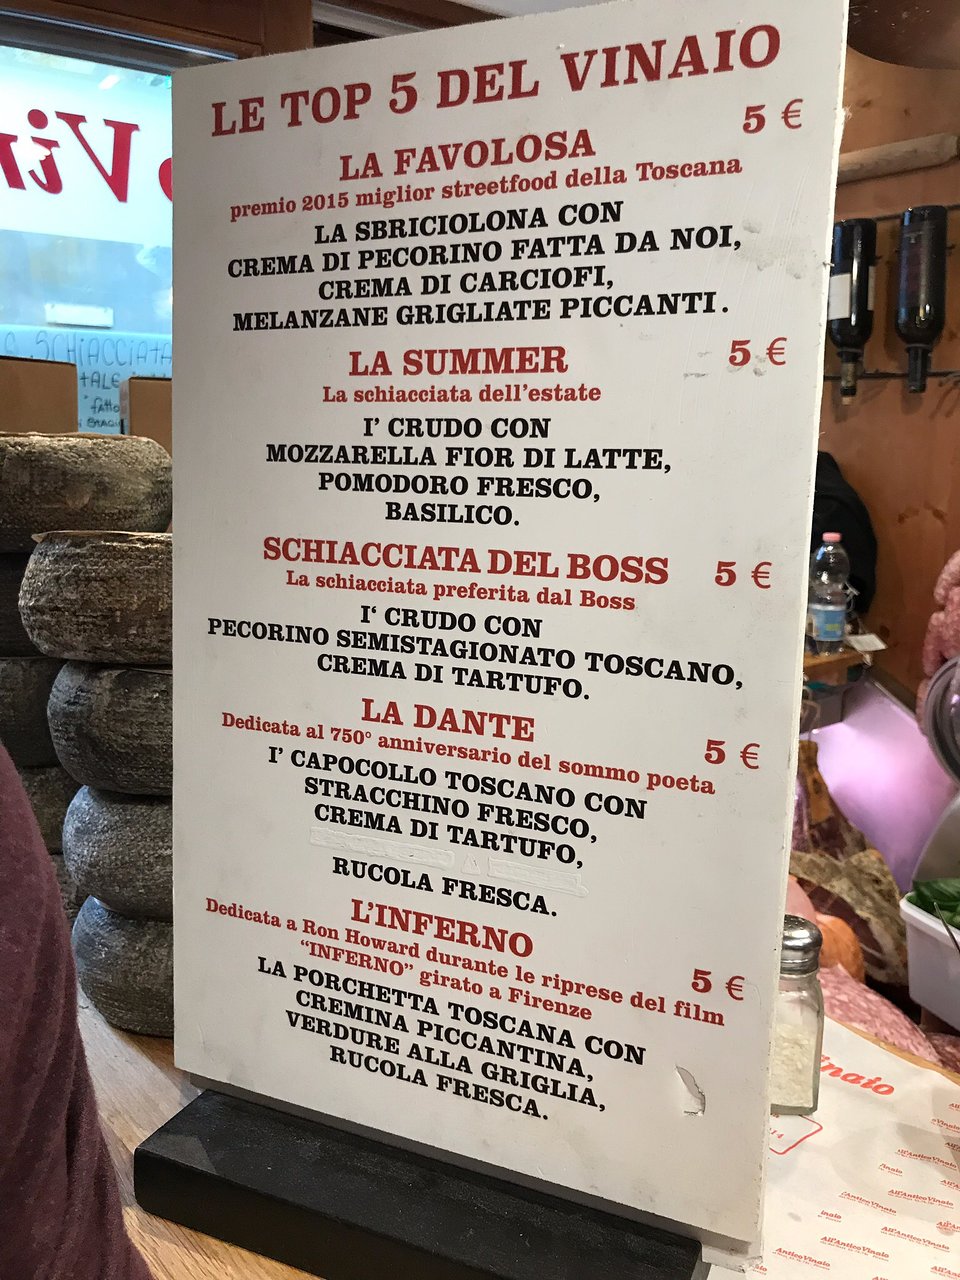 LE TOP 5 DEL VINAIO
LA FAVOLOSA 5 €
premio 2015 miglior streetfood della Toscana
LA SBRICIOLONA CON
CREMA DI PECORINO FATTA DA NOI,
CREMA DI CARCIOFI,
MELANZANE GRIGLIATE PICCANTI.
LA SUMMER 5 €
La schiacciata dell'estate
I' CRUDO CON
MOZZARELLA FIOR DI LATTE,
POMODORO FRESCO,
BASILICO.
SCHIACCIATA DEL BOSS 5 €
La schiacciata preferita dal Boss
I' CRUDO CON
PECORINO SEMISTAGIONATO TOSCANO,
CREMA DI TARTUFO.
LA DANTE
Dedicata al 750° anniversario del sommo poeta 5 €
I' CAPOCOLLO TOSCANO CON
STRACCHINO FRESCO,
CREMA DI TARTUFO,
RUCOLA FRESCA.
L'INFERNO
Dedicata a Ron Howard durante le riprese del film 5 €
"INFERNO" girato a Firenze
LA PORCHETTA TOSCANA CON
CREMINA PICCANTINA,
VERDURE ALLA GRIGLIA,
RUCOLA FRESCA.
SCHIACCIATA
All'Antico Vinaio